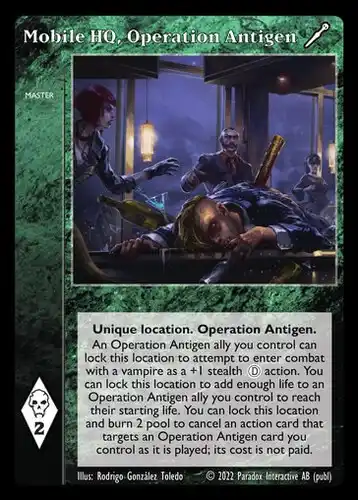 Mobile HQ, Operation Antigen
MASTER
Unique location. Operation Antigen.
An Operation Antigen ally you control can
lock this location to attempt to enter combat
with a vampire as a +1 stealth Ⓓ action. You
can lock this location to add enough life to an
Operation Antigen ally you control to reach
their starting life. You can lock this location
and burn 2 pool to cancel an action card that
targets an Operation Antigen card you
control as it is played; its cost is not paid.
2
Illus: Rodrigo González Toledo © 2022 Paradox Interactive AB (publ)